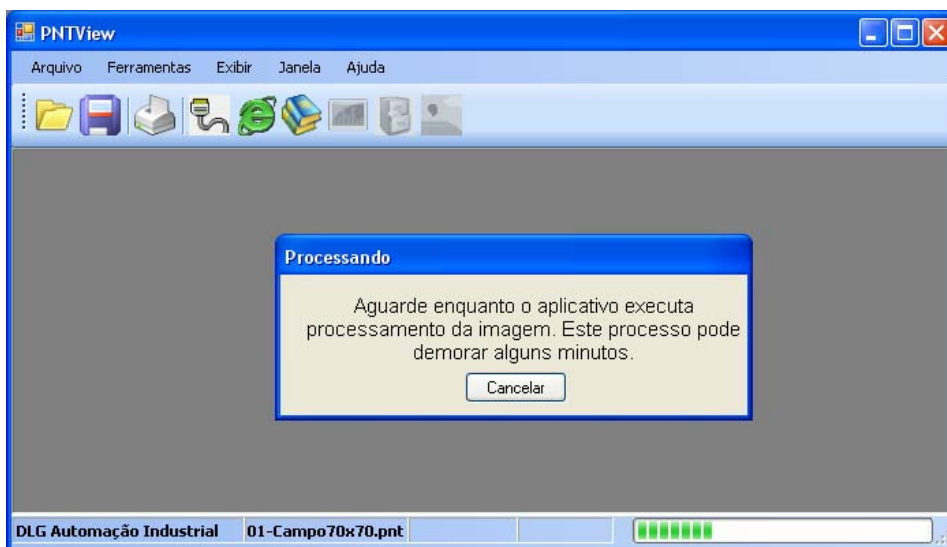 PNTView
Arquivo Ferramentas Exibir Janela Ajuda
Processando
Aguarde enquanto o aplicativo executa
processamento da imagem. Este processo pode
demorar alguns minutos.
Cancelar
DLG Automação Industrial 01-Campo70x70.pnt